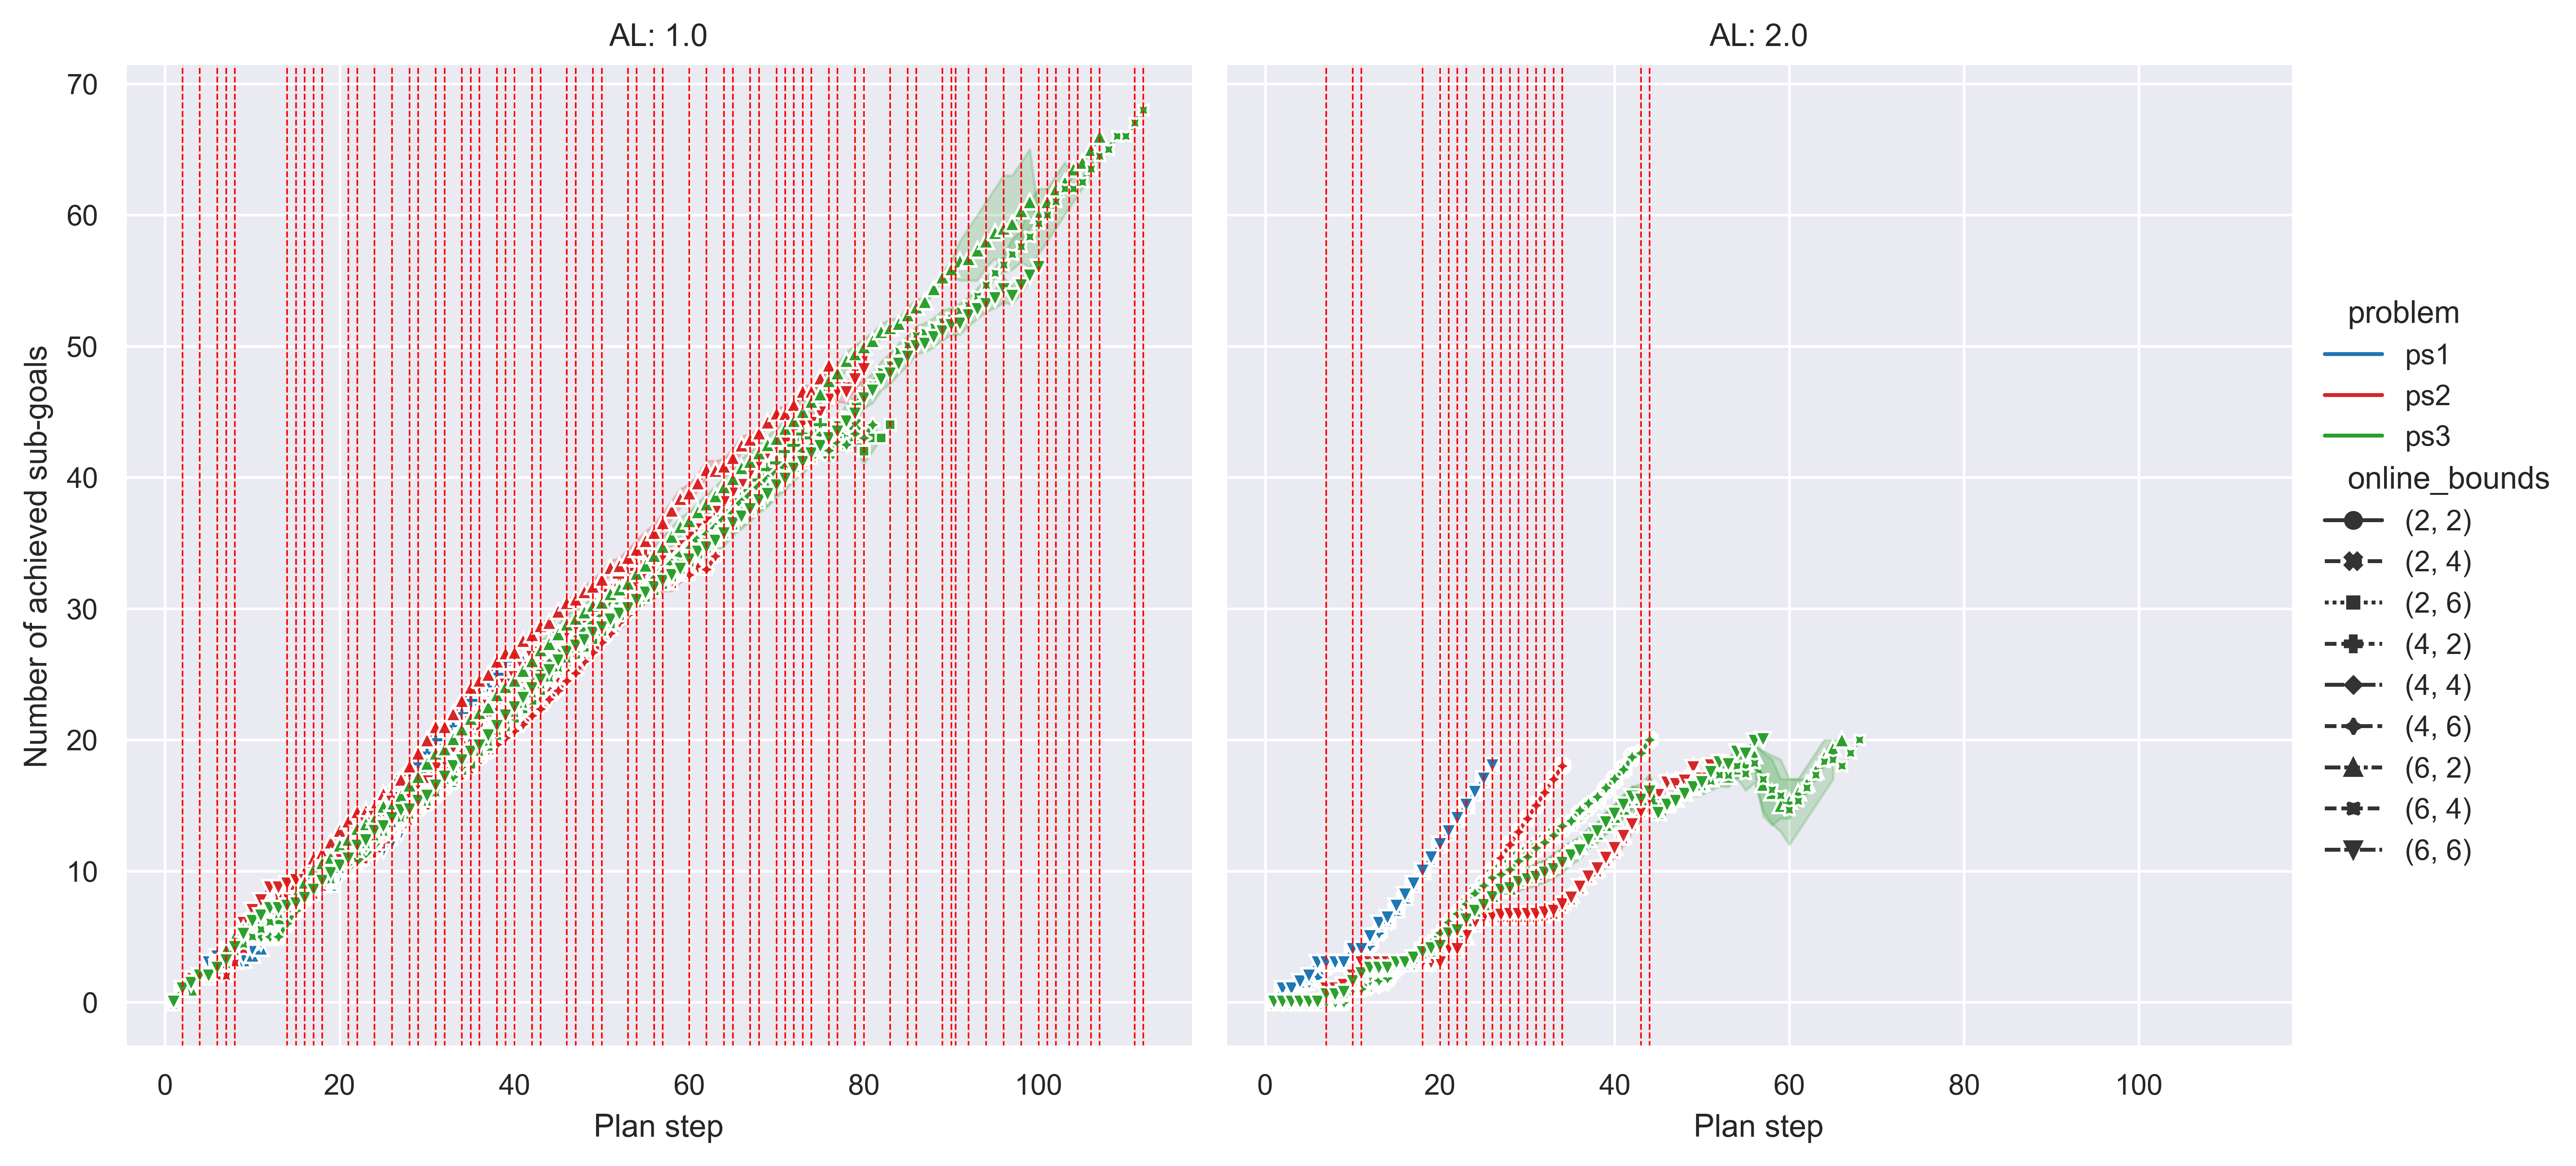 AL: 1.0
AL: 2.0
Number of achieved sub-goals
70
60
50
40
30
20
10
0
0 20 40 60 80 100
0 20 40 60 80 100
Plan step
Plan step
problem
ps1
ps2
ps3
online_bounds
(2, 2)
(2, 4)
(2, 6)
(4, 2)
(4, 4)
(4, 6)
(6, 2)
(6, 4)
(6, 6)